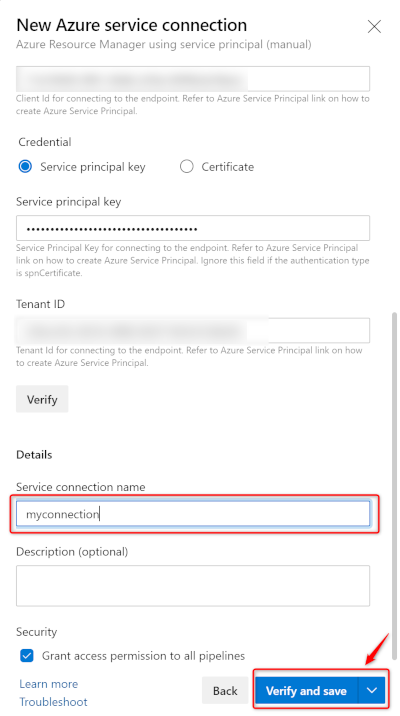 New Azure service connection
Azure Resource Manager using service principal (manual)
Client Id for connecting to the endpoint. Refer to Azure Service Principal link on how to
create Azure Service Principal.
Credential
Service principal key
Certificate
Service principal key
••••••••••••••••••••••••••••••••••
Service Principal Key for connecting to the endpoint. Refer to Azure Service Principal
link on how to create Azure Service Principal. Ignore this field if the authentication type
is spnCertificate.
Tenant ID
Tenant Id for connecting to the endpoint. Refer to Azure Service Principal link on how
to create Azure Service Principal.
Verify
Details
Service connection name
myconnection
Description (optional)
Security
Grant access permission to all pipelines
Learn more
Troubleshoot
Back
Verify and save